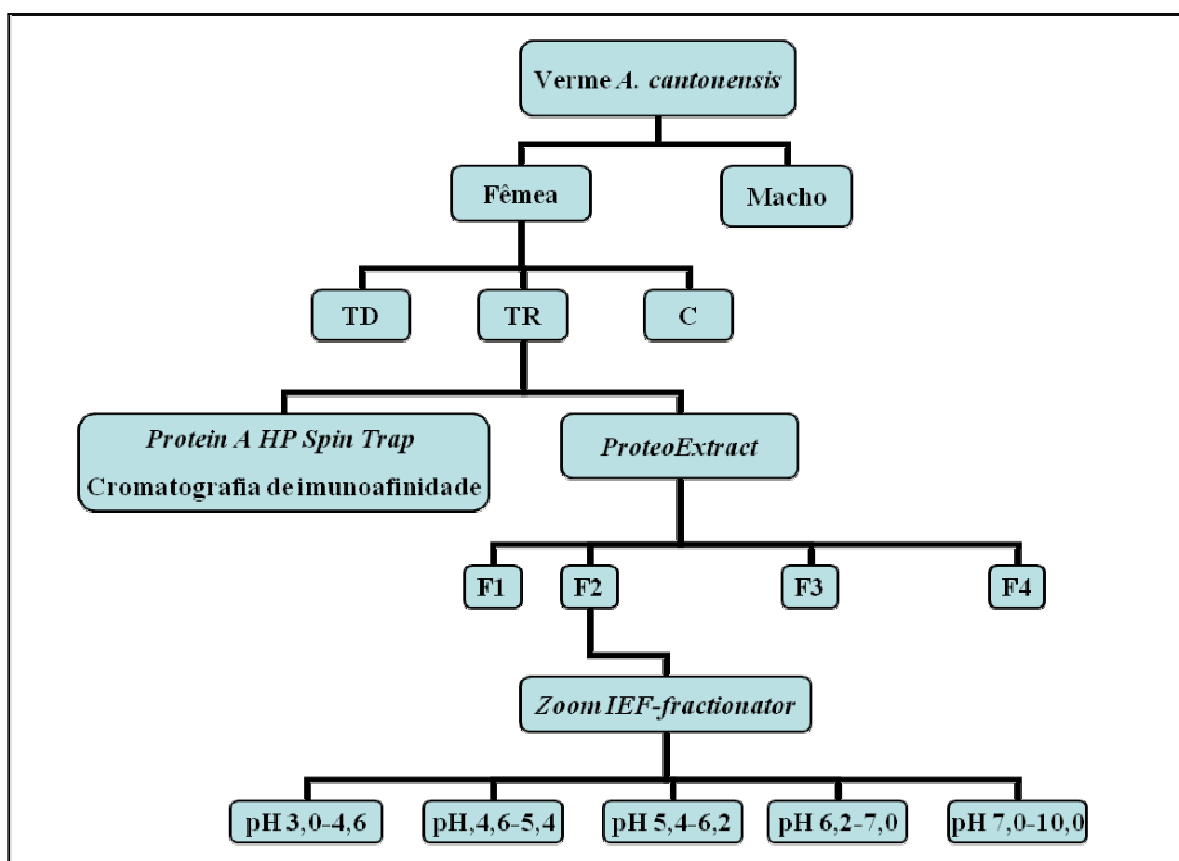 Verme A. cantonensis
Fêmea
Macho
TD
TR
C
Protein A HP Spin Trap
Cromatografia de imunoafinidade
ProteoExtract
F1
F2
F3
F4
Zoom IEF-fractionator
pH 3,0-4,6
pH,4,6-5,4
pH 5,4-6,2
pH 6,2-7,0
pH 7,0-10,0